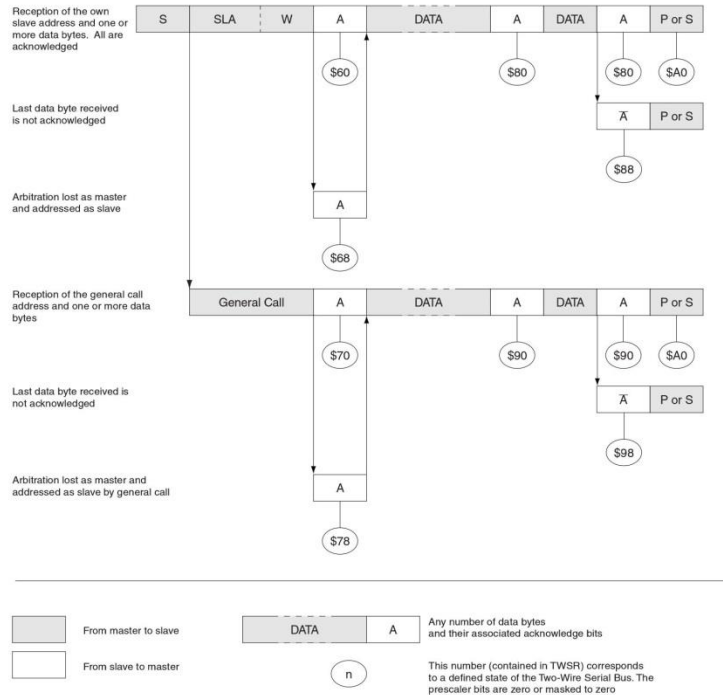 Reception of the own
slave address and one or
more data bytes. All are
acknowledged
S SLA W A DATA A DATA A P or S
$60 $80 $80 $A0
Last data byte received
is not acknowledged
A̅ P or S
$88
Arbitration lost as master
and addressed as slave
A
$68
Reception of the general call
address and one or more data
bytes
General Call A DATA A DATA A P or S
$70 $90 $90 $A0
Last data byte received is
not acknowledged
A̅ P or S
$98
Arbitration lost as master and
addressed as slave by general call
A
$78
From master to slave
DATA A
Any number of data bytes
and their associated acknowledge bits
From slave to master
n
This number (contained in TWSR) corresponds
to a defined state of the Two-Wire Serial Bus. The
prescaler bits are zero or masked to zero